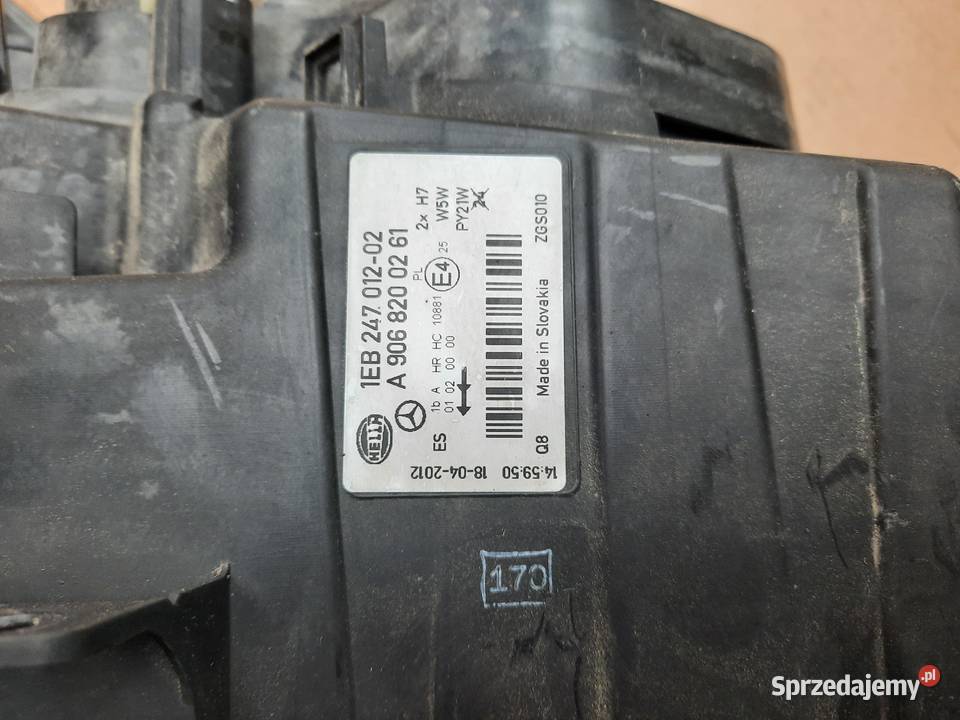 HELLA
1EB 247.012-02
A 906 820 02 61
ES
1b A HR HC 10881 PL
01 02 00 00
E4 25
2x H7
W5W
PY21W
24
Q8
Made in Slovakia
ZGS010
18-04-2012
14:59:50
170
Sprzedajemy.pl